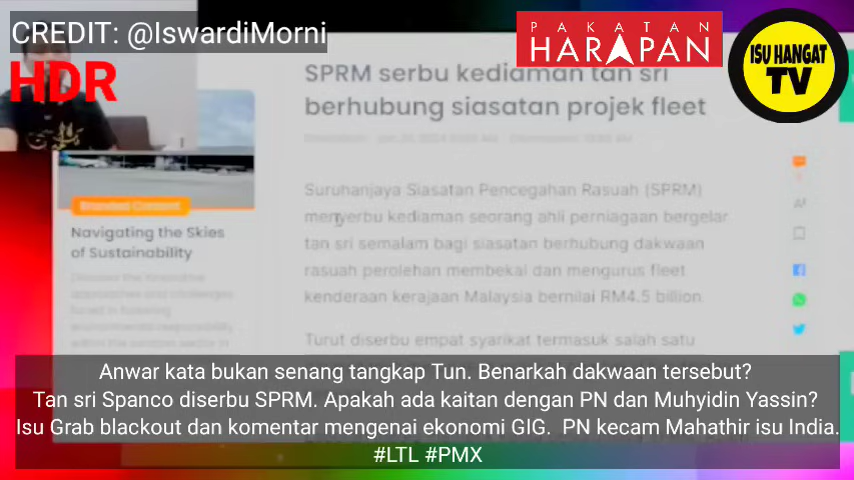 CREDIT: @IswardiMorni
HDR
PAKATAN
HARAPAN
ISU HANGAT
TV
SPRM serbu kediaman tan sri
berhubung siasatan projek fleet
Suruhanjaya Siasatan Pencegahan Rasuah (SPRM)
menyerbu kediaman seorang ahli perniagaan bergelar
tan sri semalam bagi siasatan berhubung dakwaan
rasuah perolehan membekal dan mengurus fleet
kenderaan kerajaan Malaysia bernilai RM4.5 billion
Turut diserbu empat syarikat termasuk salah satu
Branded Content
Navigating the Skies
of Sustainability
Anwar kata bukan senang tangkap Tun. Benarkah dakwaan tersebut?
Tan sri Spanco diserbu SPRM. Apakah ada kaitan dengan PN dan Muhyidin Yassin?
Isu Grab blackout dan komentar mengenai ekonomi GIG. PN kecam Mahathir isu India.
#LTL #PMX